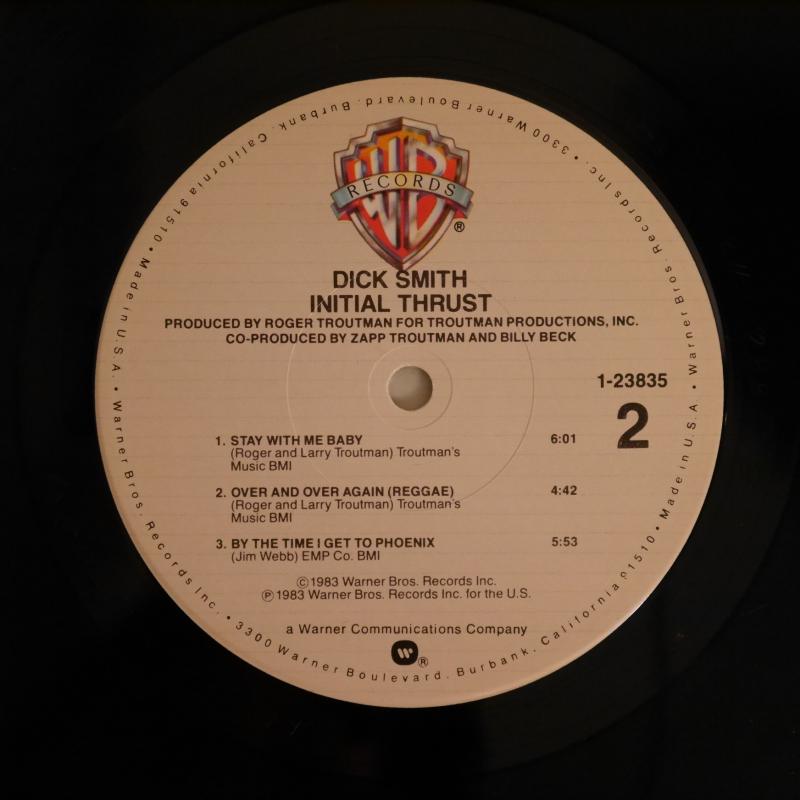 WB
RECORDS
®
DICK SMITH
INITIAL THRUST
PRODUCED BY ROGER TROUTMAN FOR TROUTMAN PRODUCTIONS, INC.
CO-PRODUCED BY ZAPP TROUTMAN AND BILLY BECK
1-23835
2
1. STAY WITH ME BABY 6:01
(Roger and Larry Troutman) Troutman's
Music BMI
2. OVER AND OVER AGAIN (REGGAE) 4:42
(Roger and Larry Troutman) Troutman's
Music BMI
3. BY THE TIME I GET TO PHOENIX 5:53
(Jim Webb) EMP Co. BMI
©1983 Warner Bros. Records Inc.
℗1983 Warner Bros. Records Inc. for the U.S.
a Warner Communications Company
®
Warner Bros. Records Inc. • 3300 Warner Boulevard. Burbank. California 91510 • Made in U.S.A. •
Warner Bros. Records Inc. • 3300 Warner Boulevard. Burbank. California 91510 • Made in U.S.A. •